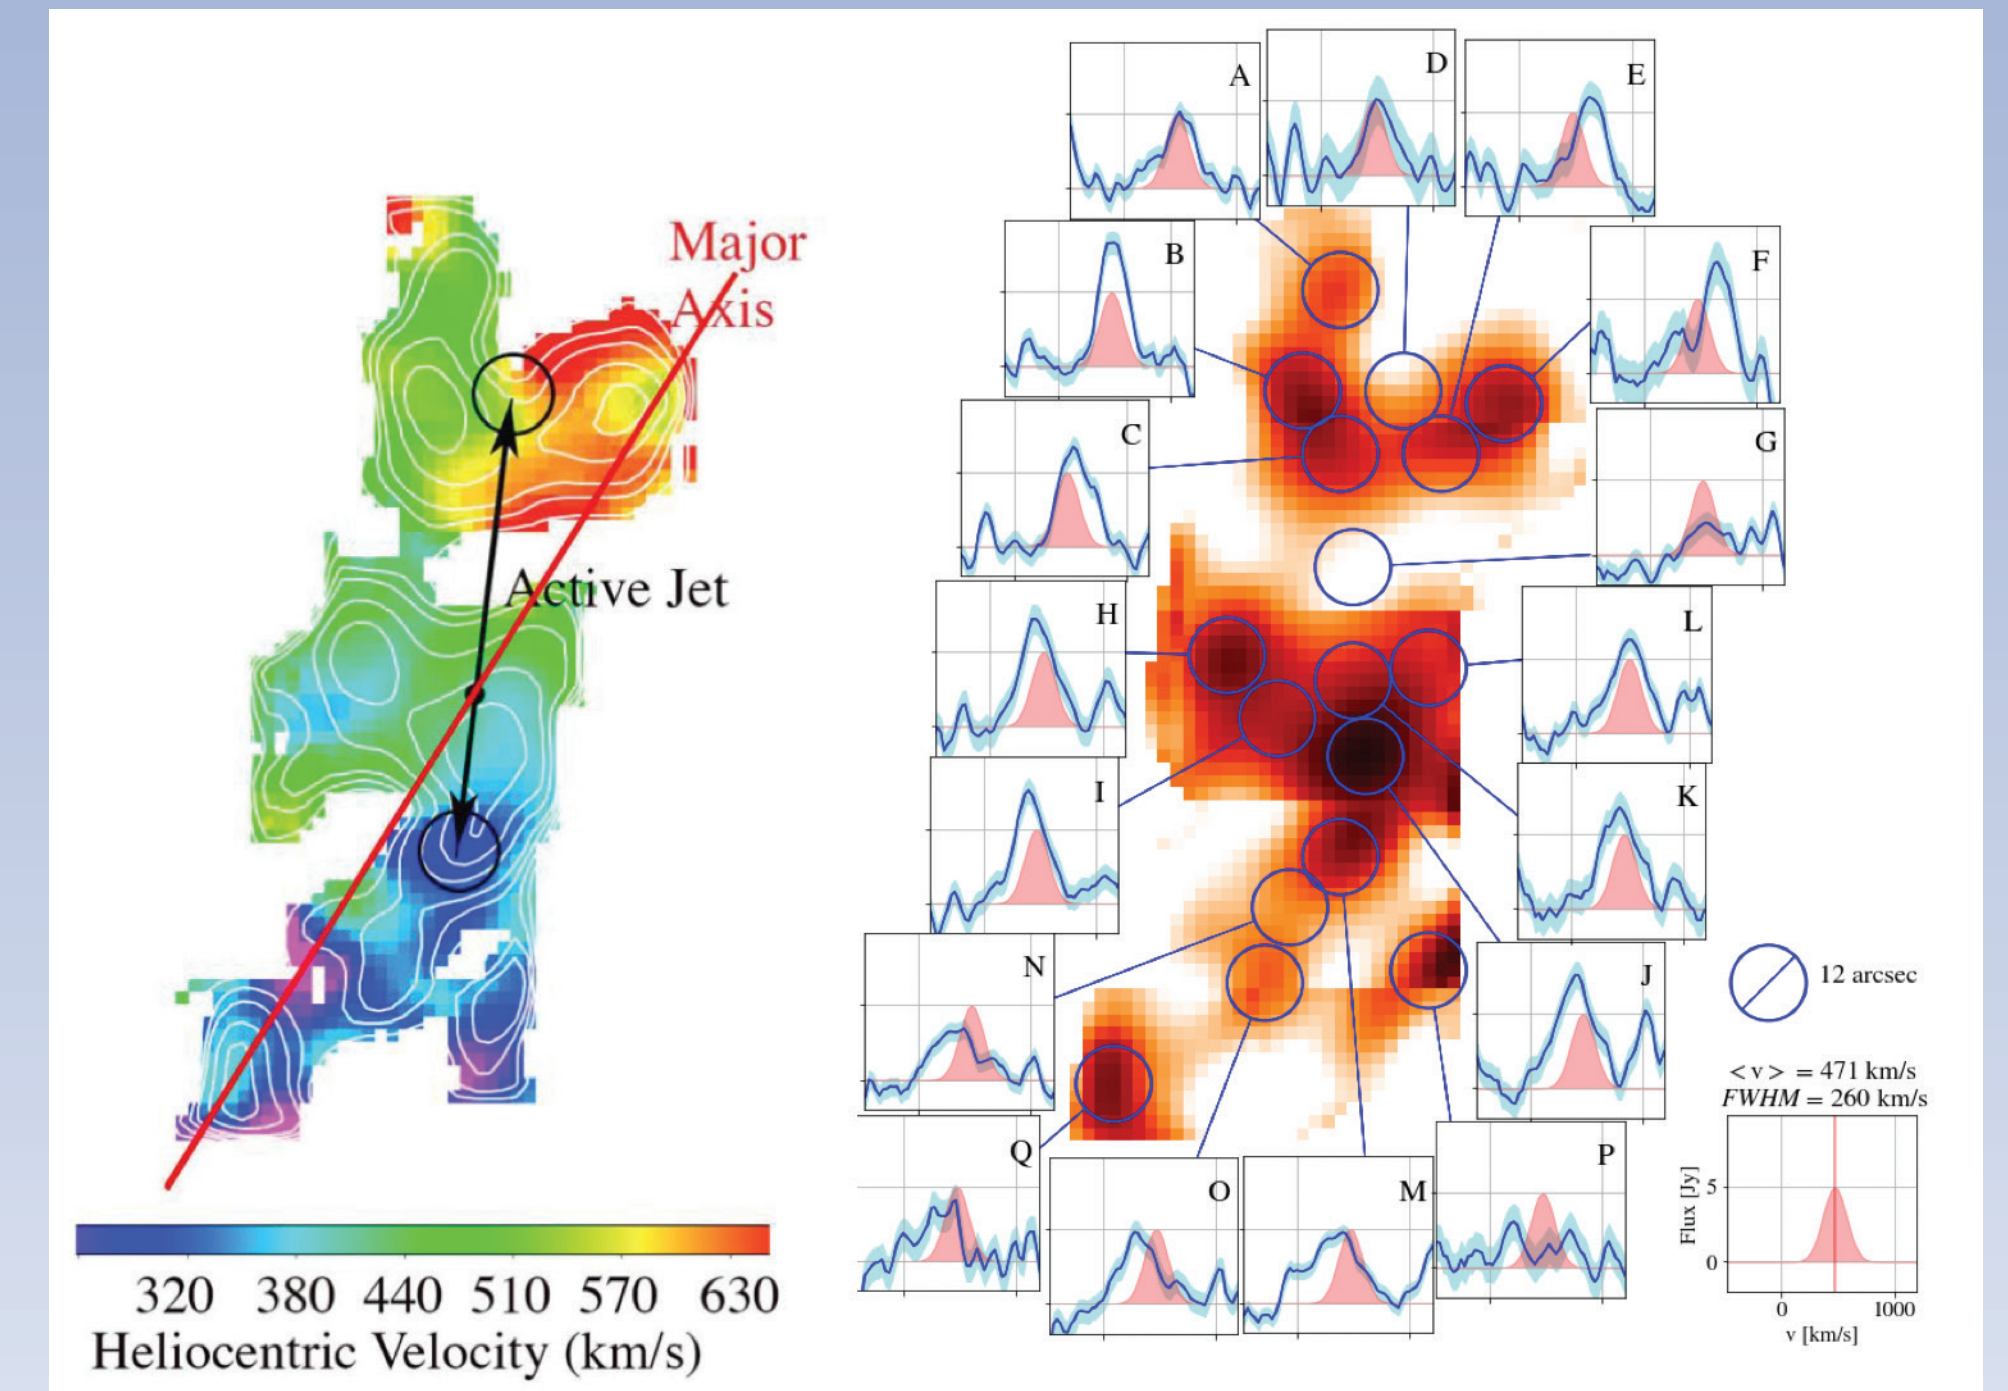 Major
Axis
Active Jet
320 380 440 510 570 630
Heliocentric Velocity (km/s)
A
D
E
B
F
C
G
H
L
I
K
N
J
Q
O
M
P
12 arcsec
< v > = 471 km/s
FWHM = 260 km/s
Flux [Jy]
5
0
0 1000
v [km/s]